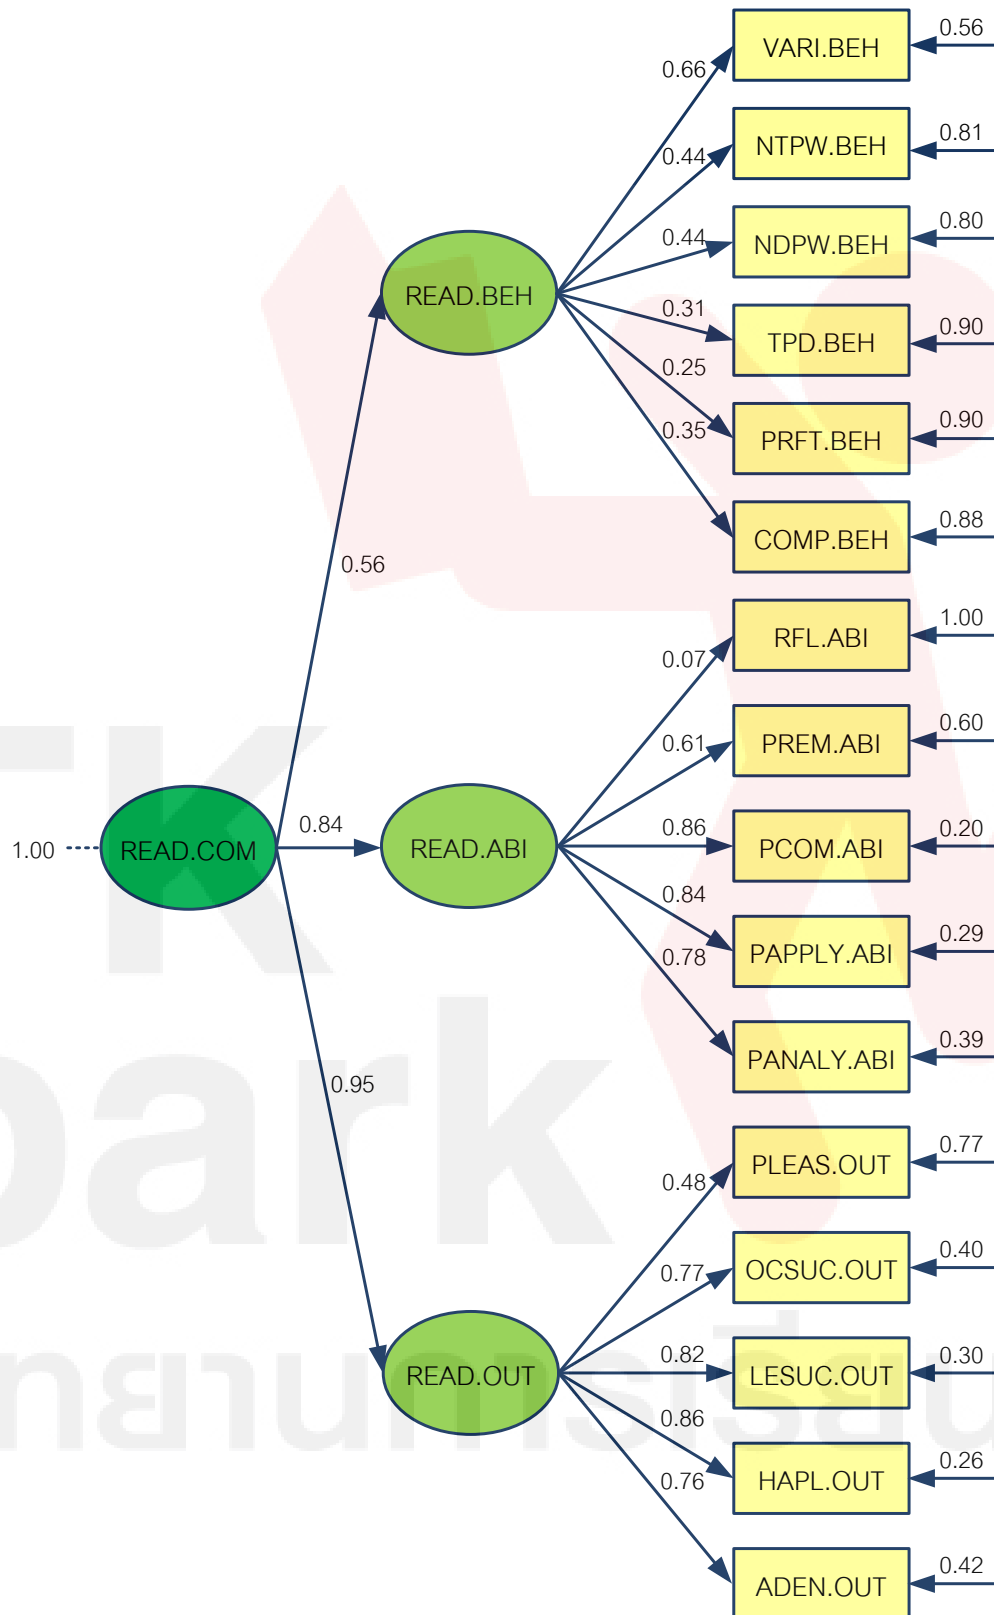 0.56
VARI.BEH
0.66
0.81
NTPW.BEH
0.44
0.80
NDPW.BEH
0.44
READ.BEH
0.31
0.90
TPD.BEH
0.25
0.90
PRFT.BEH
0.35
0.88
COMP.BEH
0.56
1.00
RFL.ABI
0.07
0.60
PREM.ABI
0.61
1.00
READ.COM
0.84
READ.ABI
0.86
0.20
PCOM.ABI
0.84
0.29
PAPPLY.ABI
0.78
0.39
PANALY.ABI
0.95
0.77
PLEAS.OUT
0.48
0.40
OCSUC.OUT
0.77
READ.OUT
0.82
0.30
LESUC.OUT
0.86
0.26
HAPL.OUT
0.76
0.42
ADEN.OUT
TK
park